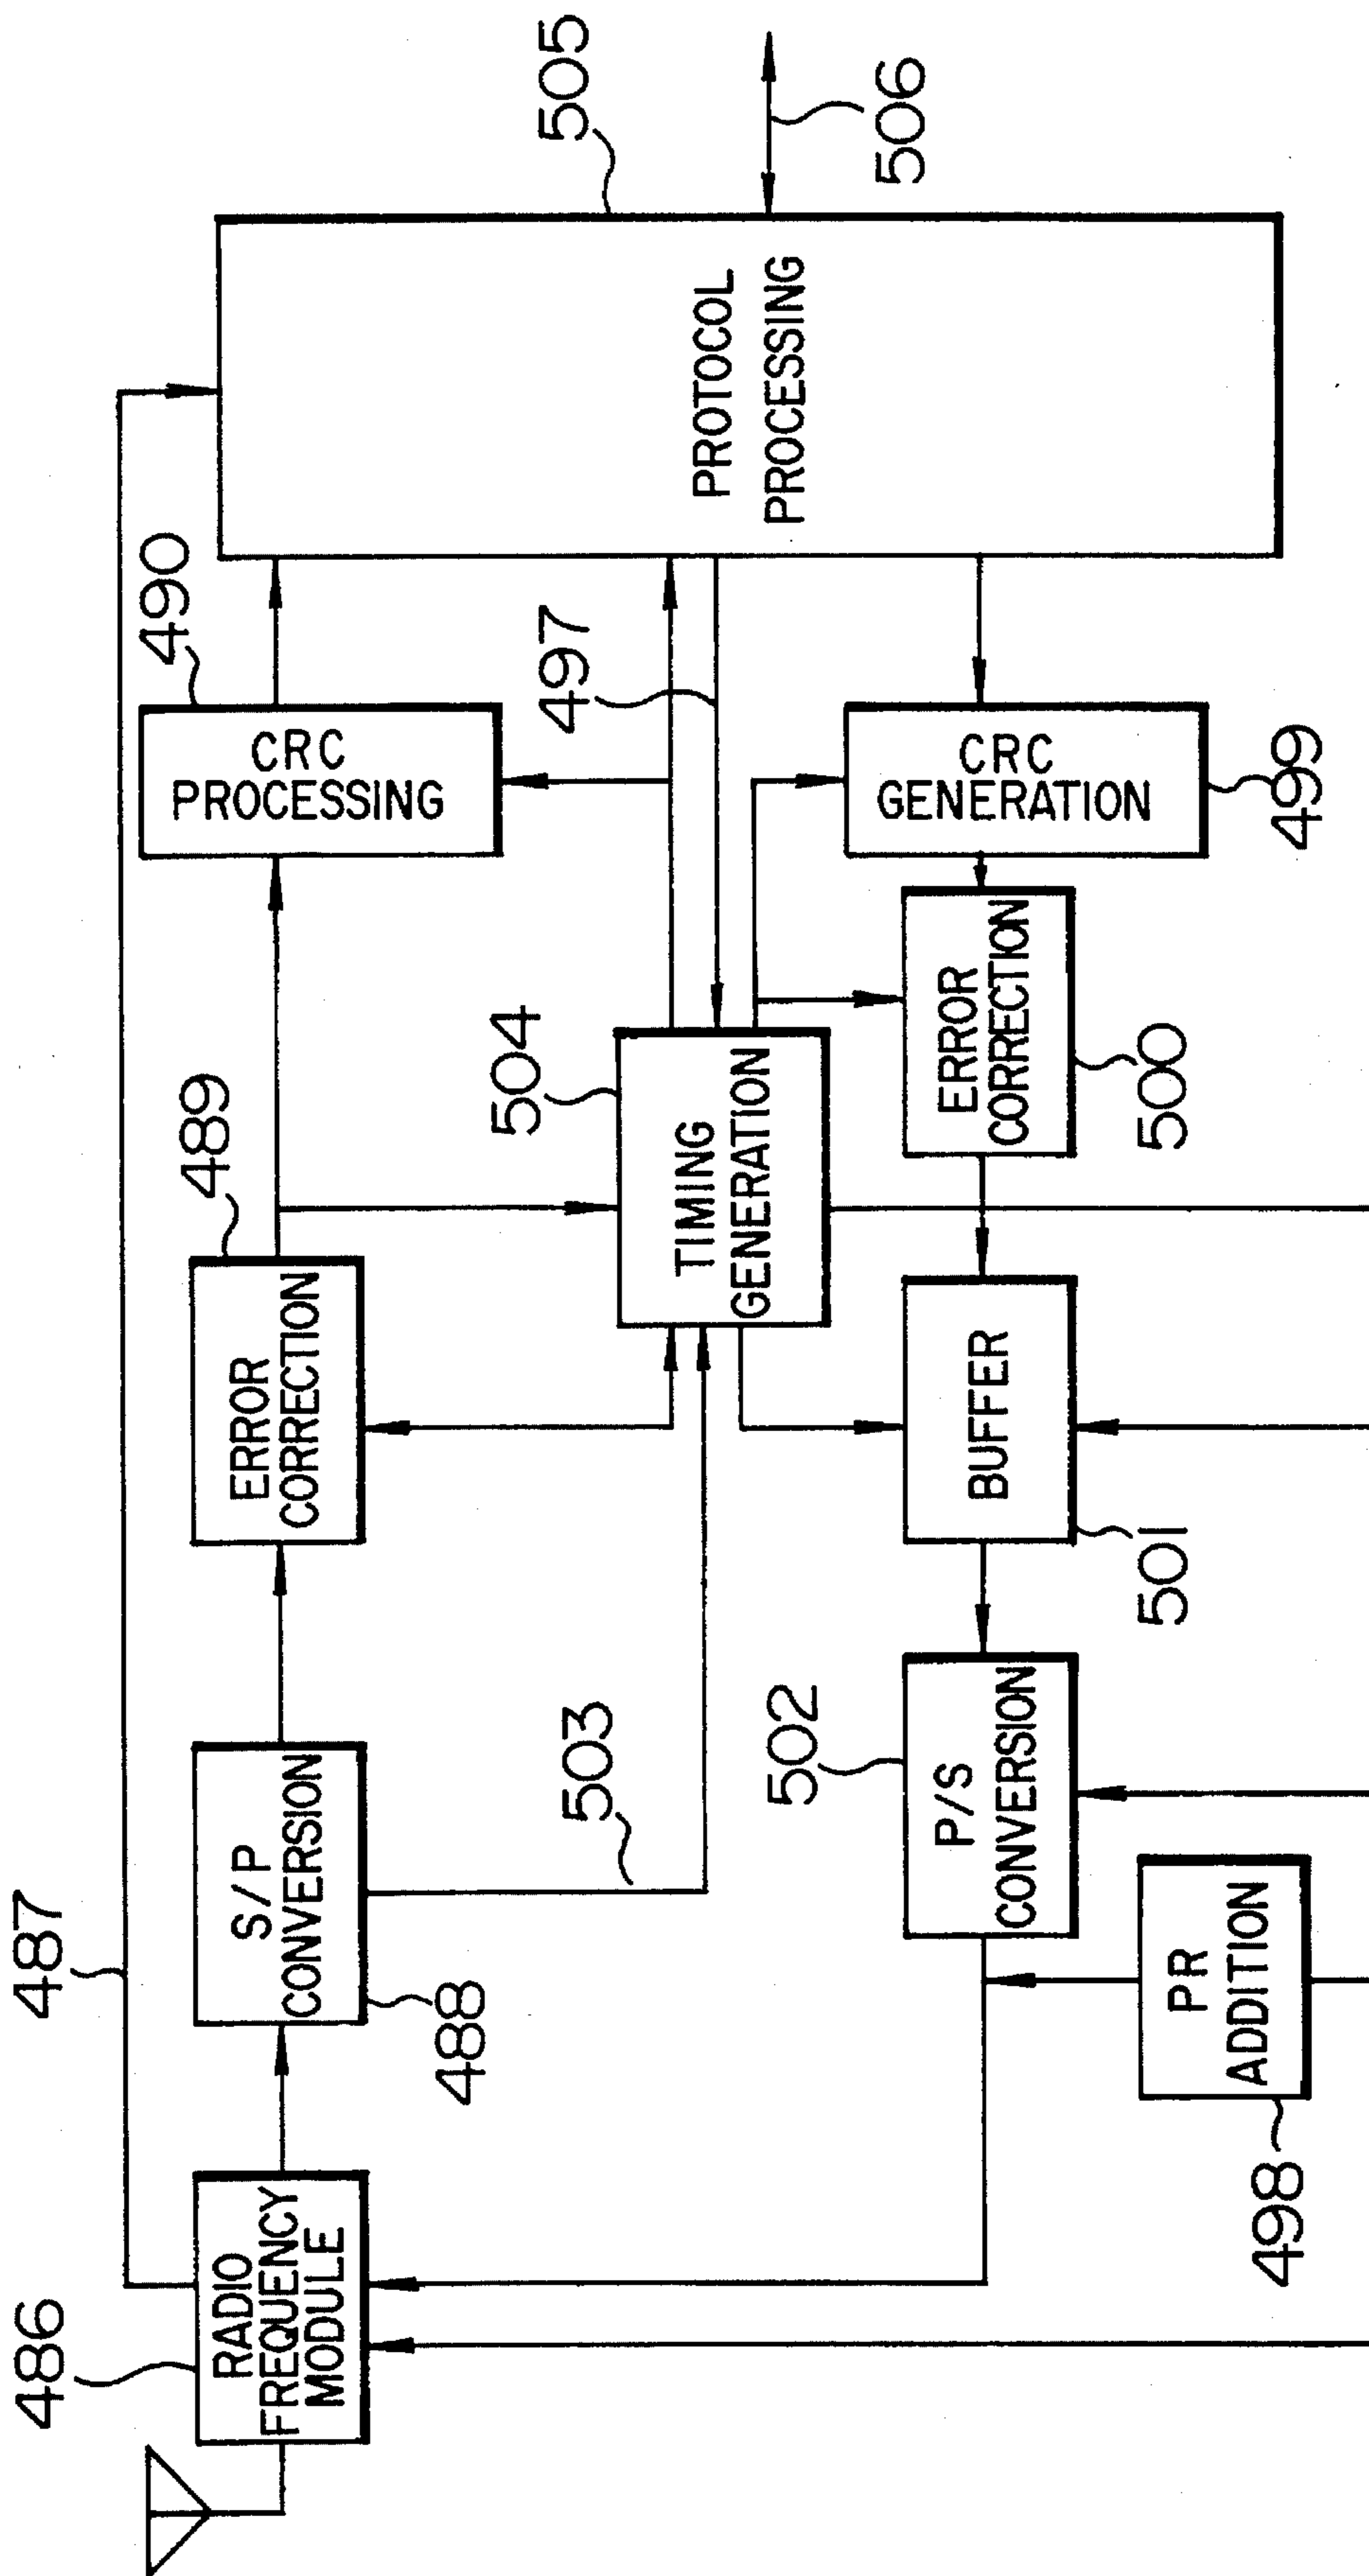 486
RADIO
FREQUENCY
MODULE
487
S/P
CONVERSION
488
ERROR
CORRECTION
489
CRC
PROCESSING
490
503
TIMING
GENERATION
504
497
PROTOCOL
PROCESSING
505
506
498
PR
ADDITION
502
P/S
CONVERSION
BUFFER
501
ERROR
CORRECTION
500
CRC
GENERATION
499